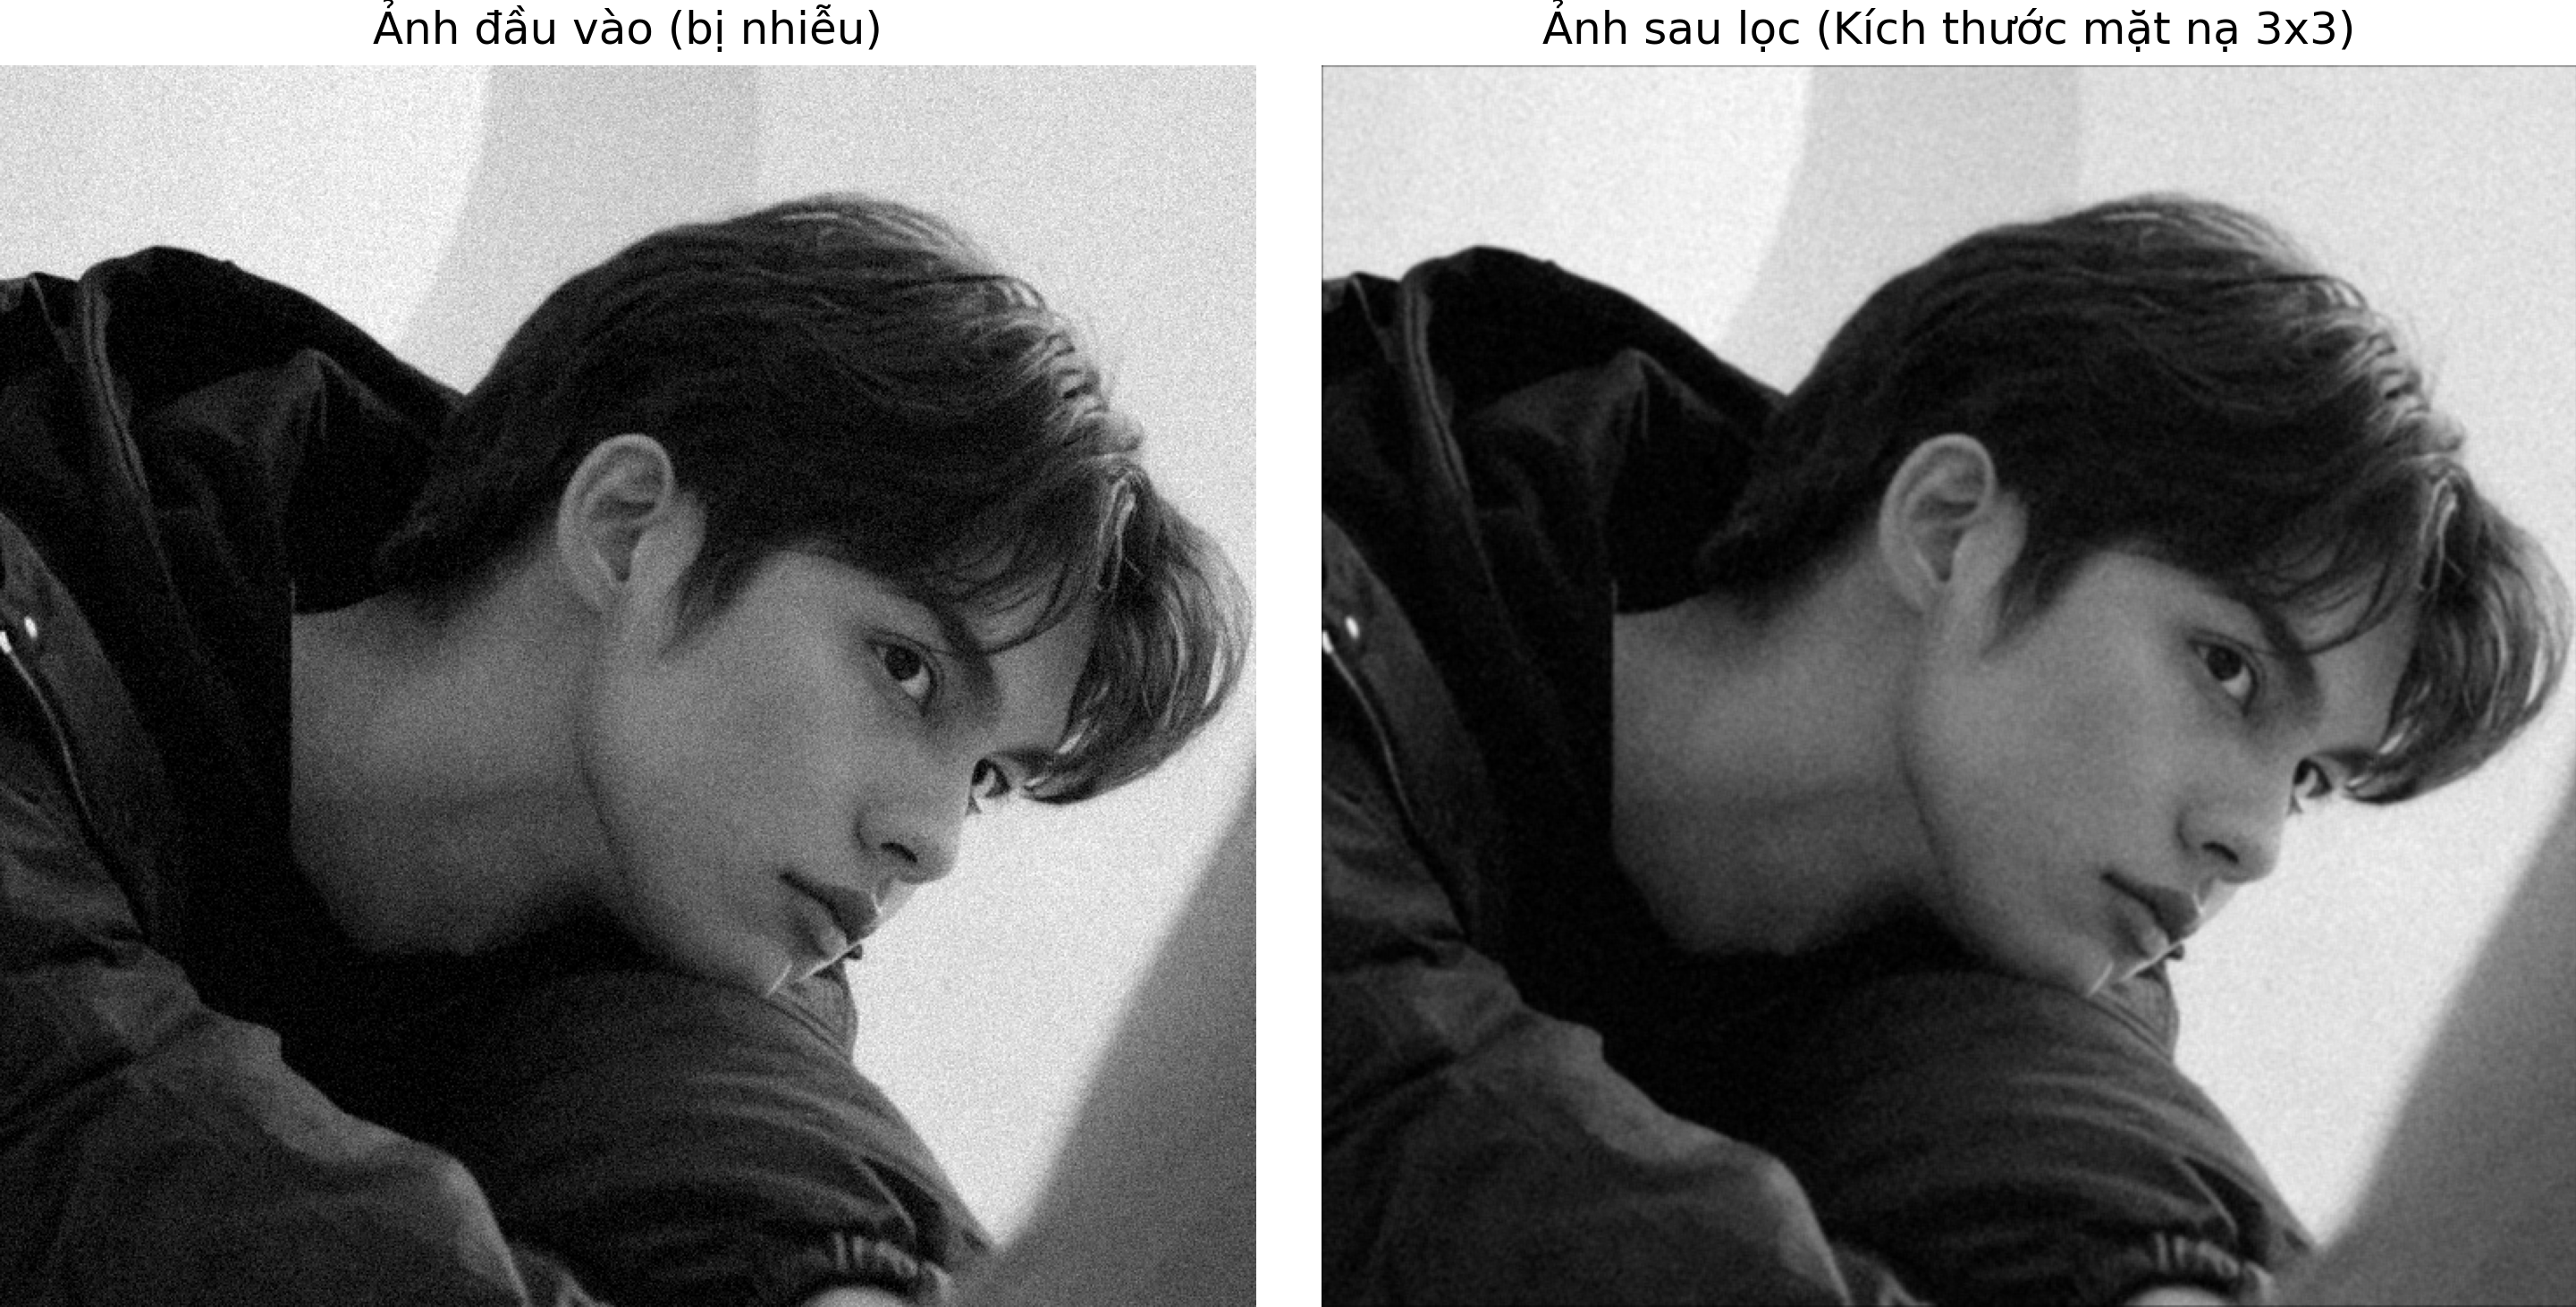 Ảnh đầu vào (bị nhiễu)
Ảnh sau lọc (Kích thước mặt nạ 3x3)